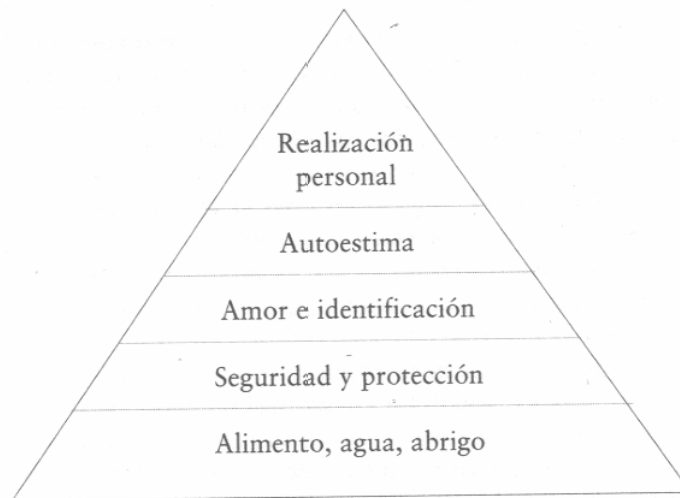 Realización
personal
Autoestima
Amor e identificación
Seguridad y protección
Alimento, agua, abrigo